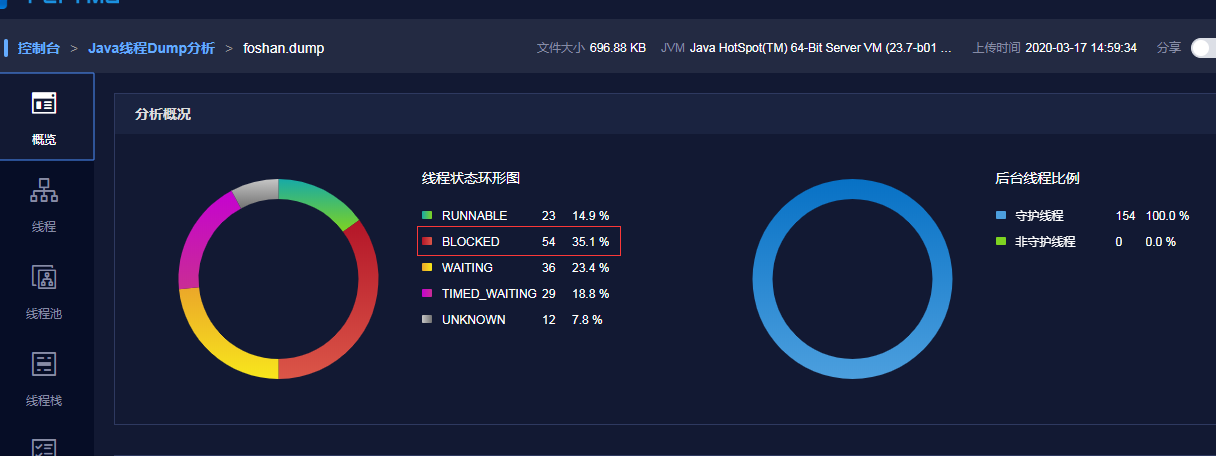 控制台 > Java线程Dump分析 > foshan.dump 文件大小 696.88 KB JVM Java HotSpot(TM) 64-Bit Server VM (23.7-b01 ... 上传时间 2020-03-17 14:59:34 分享
概览
线程
线程池
线程栈
分析概况
线程状态环形图
RUNNABLE 23 14.9 %
BLOCKED 54 35.1 %
WAITING 36 23.4 %
TIMED_WAITING 29 18.8 %
UNKNOWN 12 7.8 %
后台线程比例
守护线程 154 100.0 %
非守护线程 0 0.0 %